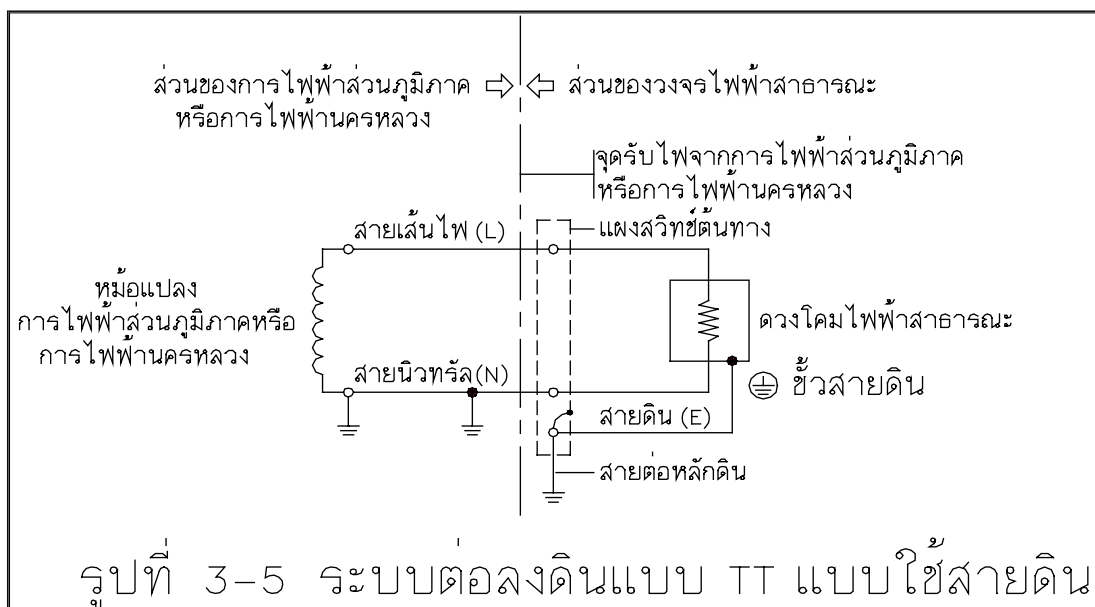 ส่วนของการไฟฟ้าส่วนภูมิภาค
หรือการไฟฟ้านครหลวง
ส่วนของวงจรไฟฟ้าสาธารณะ
จุดรับไฟจากการไฟฟ้าส่วนภูมิภาค
หรือการไฟฟ้านครหลวง
แผงสวิทช์ต้นทาง
สายเส้นไฟ (L)
หม้อแปลง
การไฟฟ้าส่วนภูมิภาคหรือ
การไฟฟ้านครหลวง
ดวงโคมไฟฟ้าสาธารณะ
สายนิวทรัล(N)
ขั้วสายดิน
สายดิน (E)
สายต่อหลักดิน
รูปที่ 3-5 ระบบต่อลงดินแบบ TT แบบใช้สายดิน